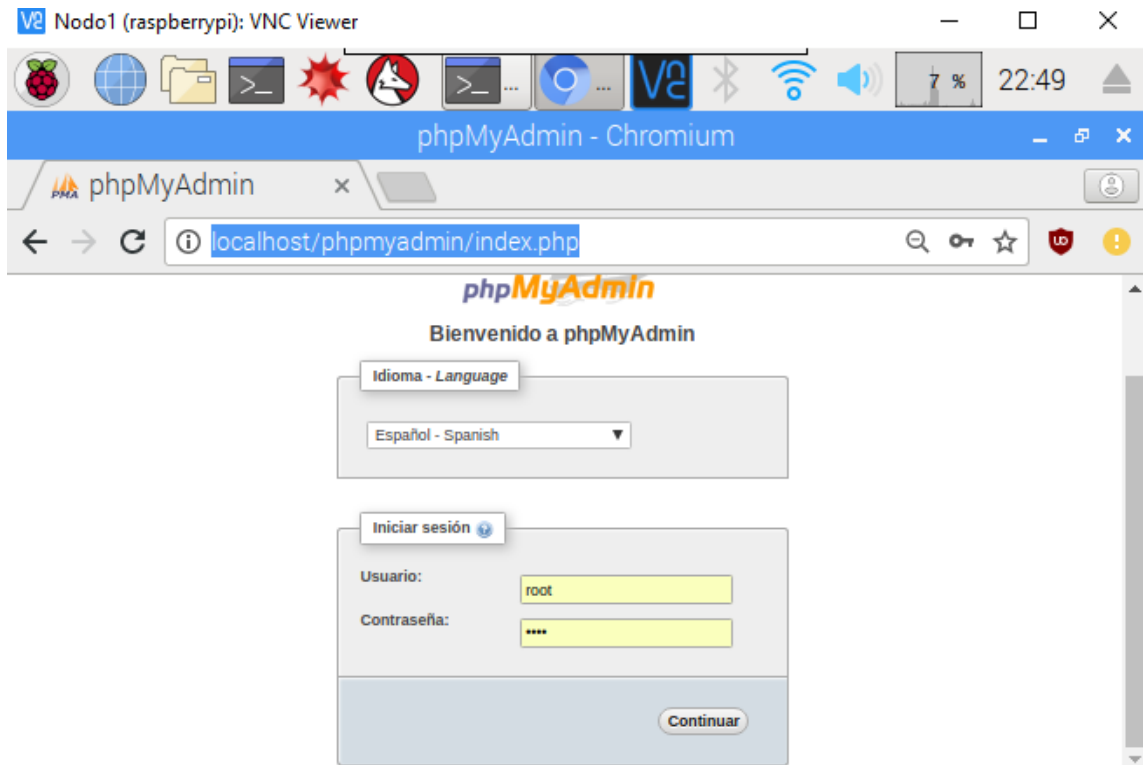 Nodo1 (raspberrypi): VNC Viewer
7 % 22:49
phpMyAdmin - Chromium
phpMyAdmin
localhost/phpmyadmin/index.php
phpMyAdmin
Bienvenido a phpMyAdmin
Idioma - Language
Español - Spanish
Iniciar sesión
Usuario:
root
Contraseña:
••••
Continuar